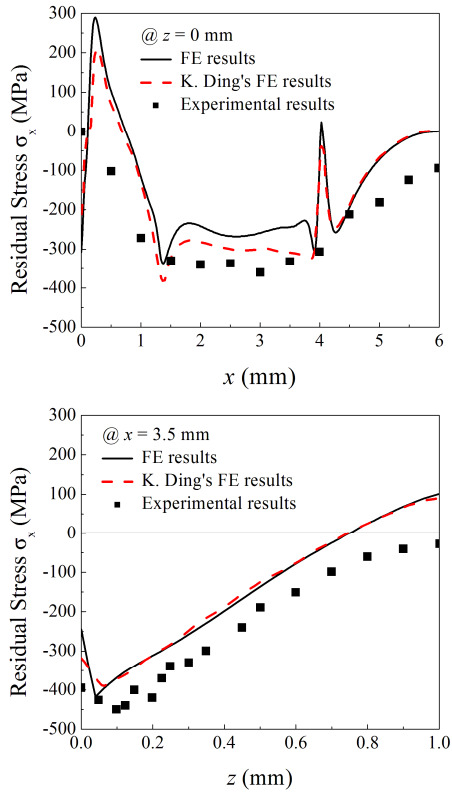 300
200
100
0
-100
-200
-300
-400
-500
Residual Stress σx (MPa)
@ z = 0 mm
FE results
K. Ding's FE results
Experimental results
0 1 2 3 4 5 6
x (mm)
300
200
100
0
-100
-200
-300
-400
-500
Residual Stress σx (MPa)
@ x = 3.5 mm
FE results
K. Ding's FE results
Experimental results
0.0 0.2 0.4 0.6 0.8 1.0
z (mm)